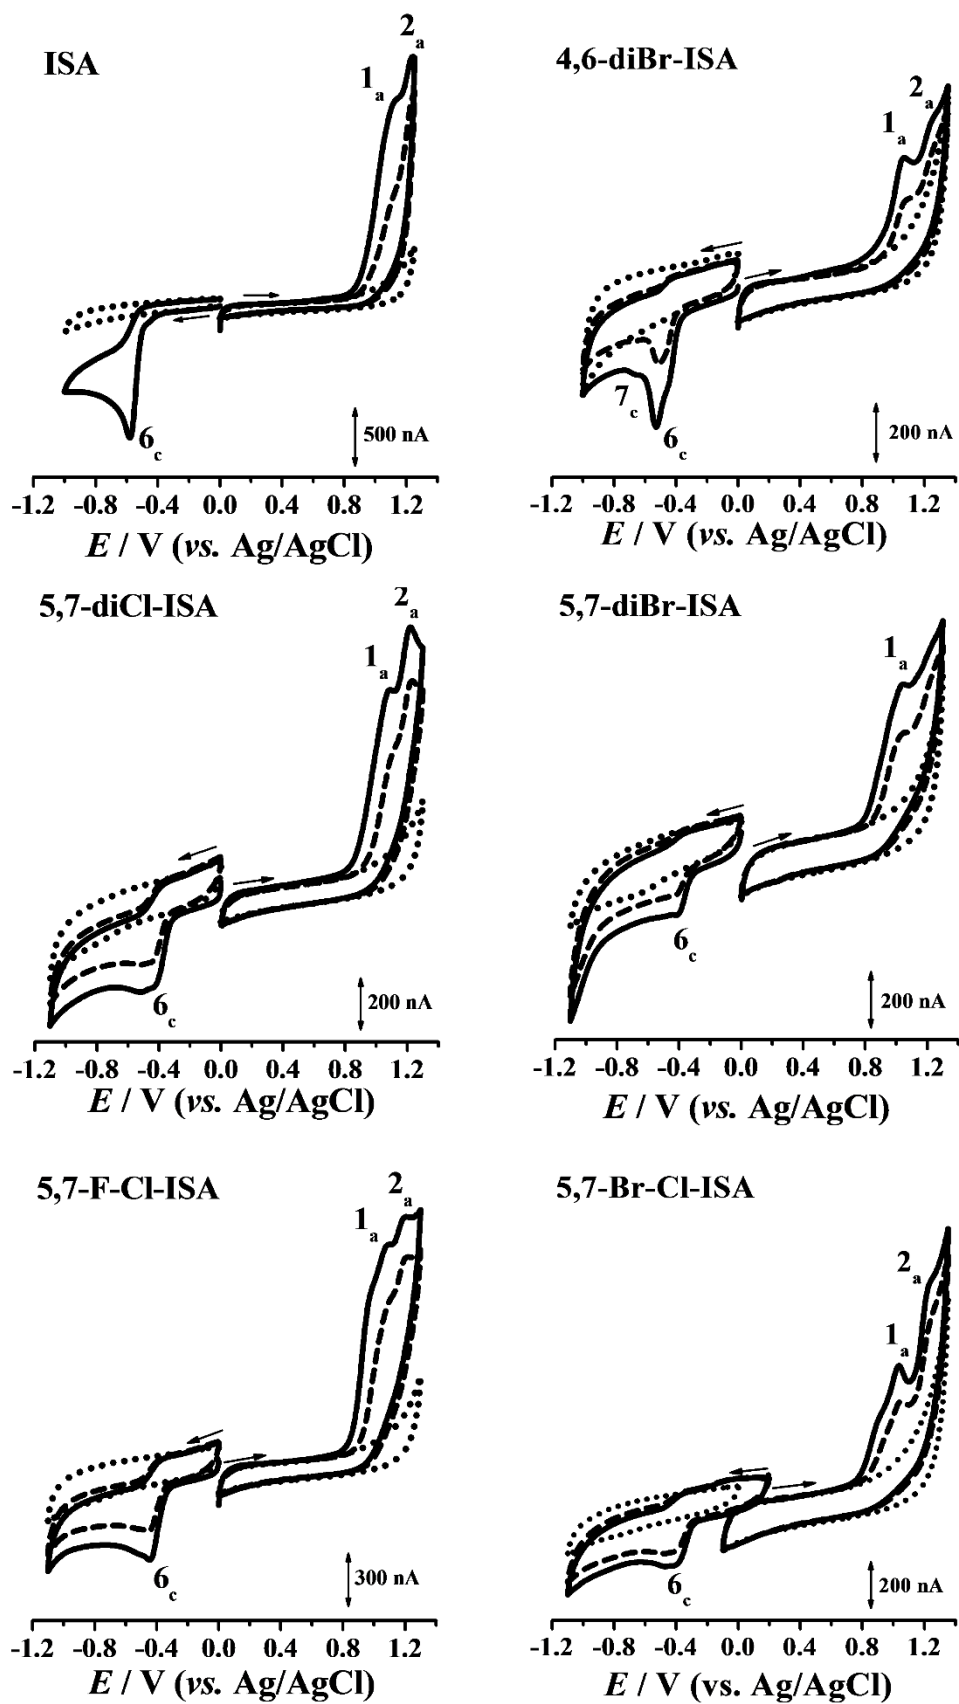 ISA
1a
2a
6c
500 nA
-1.2 -0.8 -0.4 0.0 0.4 0.8 1.2
E / V (vs. Ag/AgCl)
4,6-diBr-ISA
1a
2a
7c
6c
200 nA
-1.2 -0.8 -0.4 0.0 0.4 0.8 1.2
E / V (vs. Ag/AgCl)
5,7-diCl-ISA
2a
1a
6c
200 nA
-1.2 -0.8 -0.4 0.0 0.4 0.8 1.2
E / V (vs. Ag/AgCl)
5,7-diBr-ISA
1a
6c
200 nA
-1.2 -0.8 -0.4 0.0 0.4 0.8 1.2
E / V (vs. Ag/AgCl)
5,7-F-Cl-ISA
2a
1a
6c
300 nA
-1.2 -0.8 -0.4 0.0 0.4 0.8 1.2
E / V (vs. Ag/AgCl)
5,7-Br-Cl-ISA
2a
1a
6c
200 nA
-1.2 -0.8 -0.4 0.0 0.4 0.8 1.2
E / V (vs. Ag/AgCl)